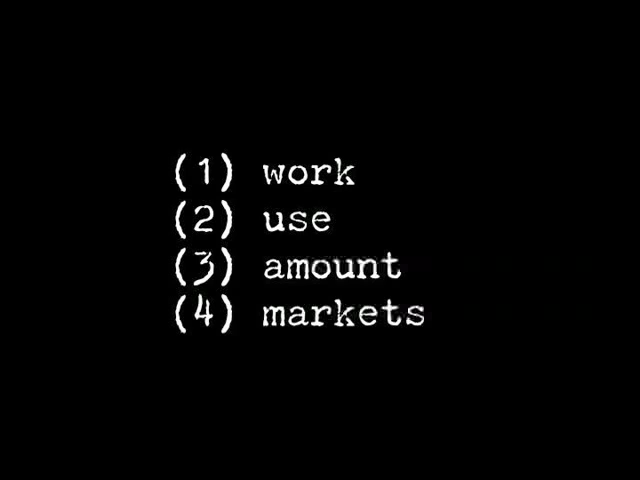 (1) work
(2) use
(3) amount
(4) markets